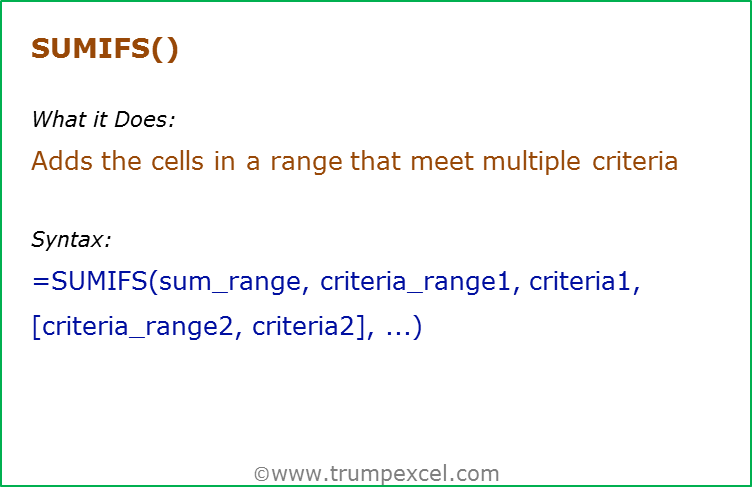 SUMIFS()
What it Does:
Adds the cells in a range that meet multiple criteria
Syntax:
=SUMIFS(sum_range, criteria_range1, criteria1,
[criteria_range2, criteria2], ...)
©www.trumpexcel.com